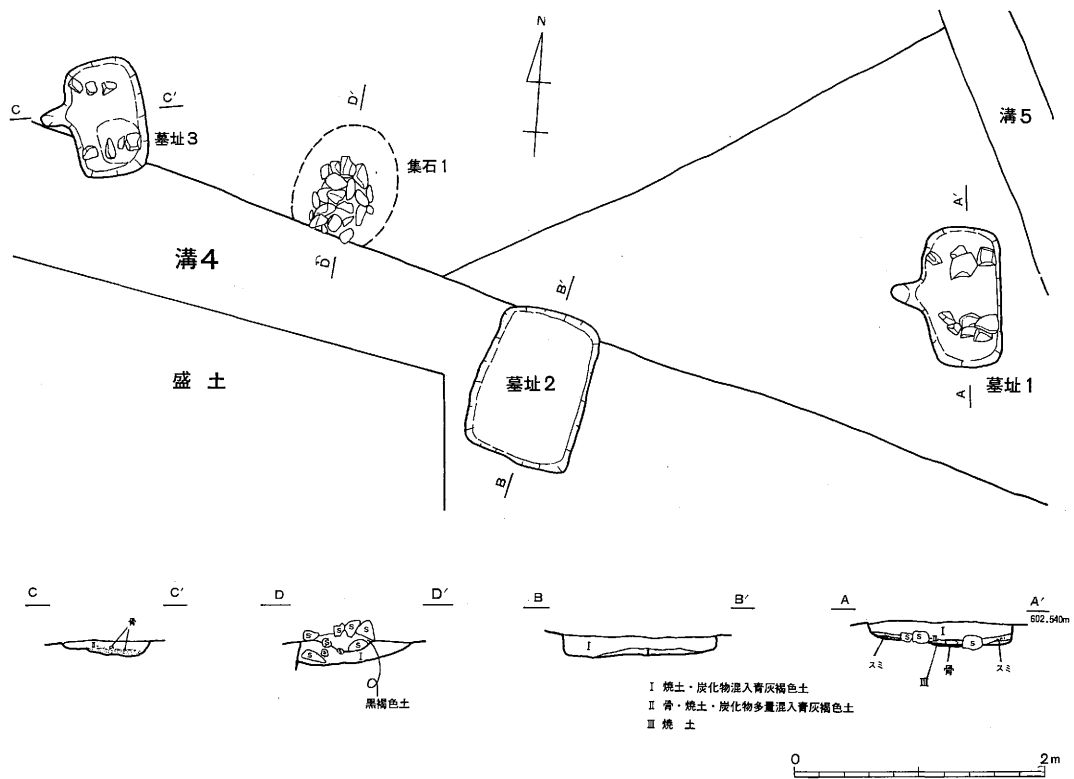 N
溝5
C
C'
墓址3
D'
集石1
D
溝4
A'
B'
盛 土
墓址2
墓址1
A
B
C
C'
D
D'
B
B'
A
A'
602.540m
骨
II
S S S S S S S S
I
黒褐色土
I
II
I
S S II S
スミ
III
骨
スミ
I 焼土・炭化物混入青灰褐色土
II 骨・焼土・炭化物多量混入青灰褐色土
III 焼 土
0
2m